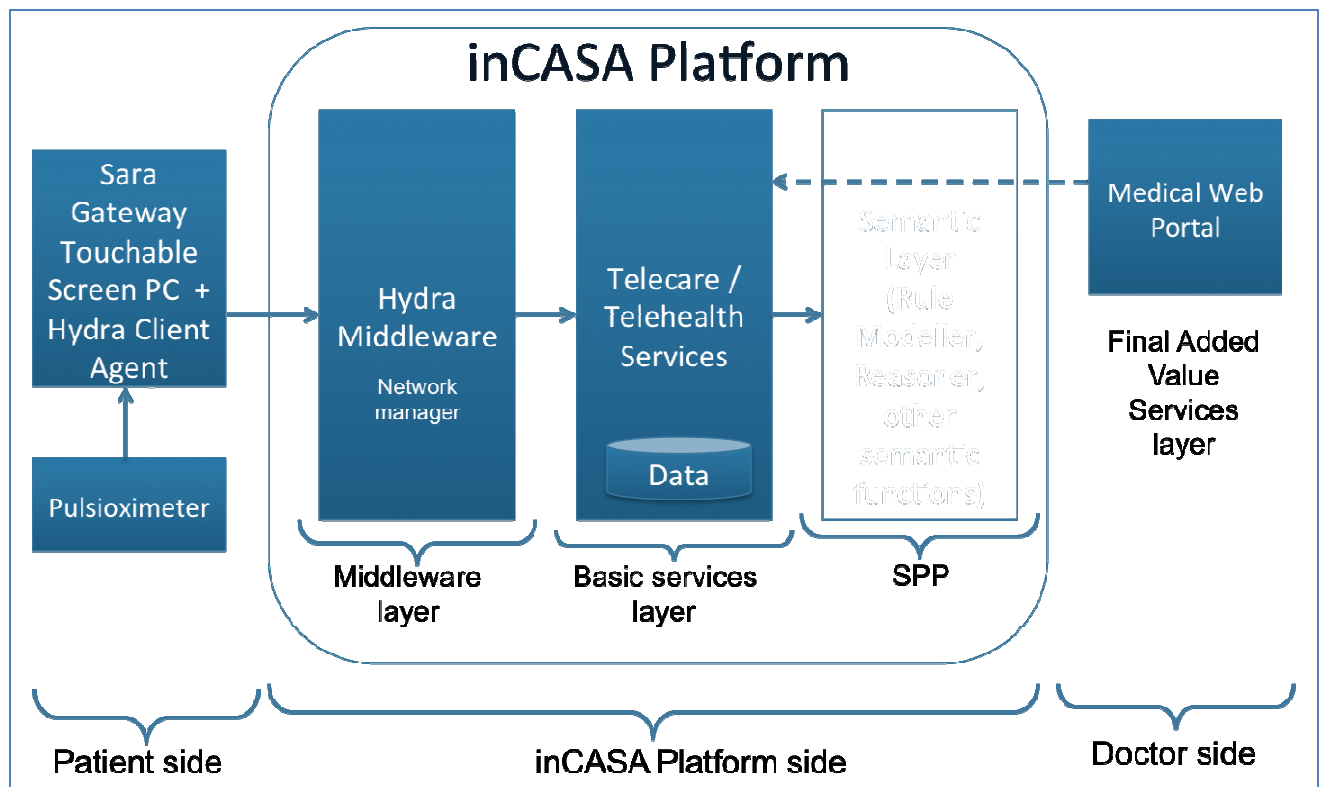 inCASA Platform
Sara
Gateway
Touchable
Screen PC +
Hydra Client
Agent
Pulsioximeter
Hydra
Middleware
Network
manager
Middleware
layer
Telecare /
Telehealth
Services
Data
Basic services
layer
Semantic
Layer
(Rule
Modeller,
Reasoner,
other
semantic
functions)
SPP
Medical Web
Portal
Final Added
Value
Services
layer
Patient side
inCASA Platform side
Doctor side